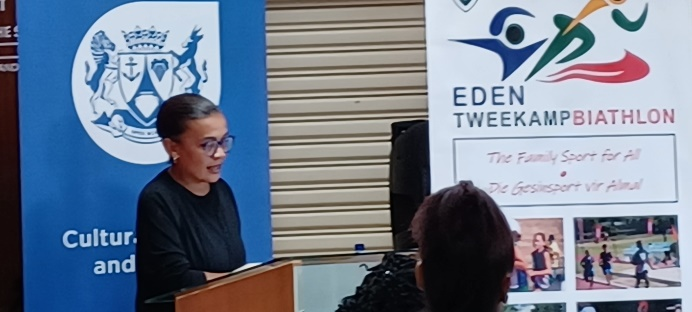 Cultur
and
EDEN
TWEEKAMPBIATHLON
The Family Sport for All
Die Gesinsport vir Almal